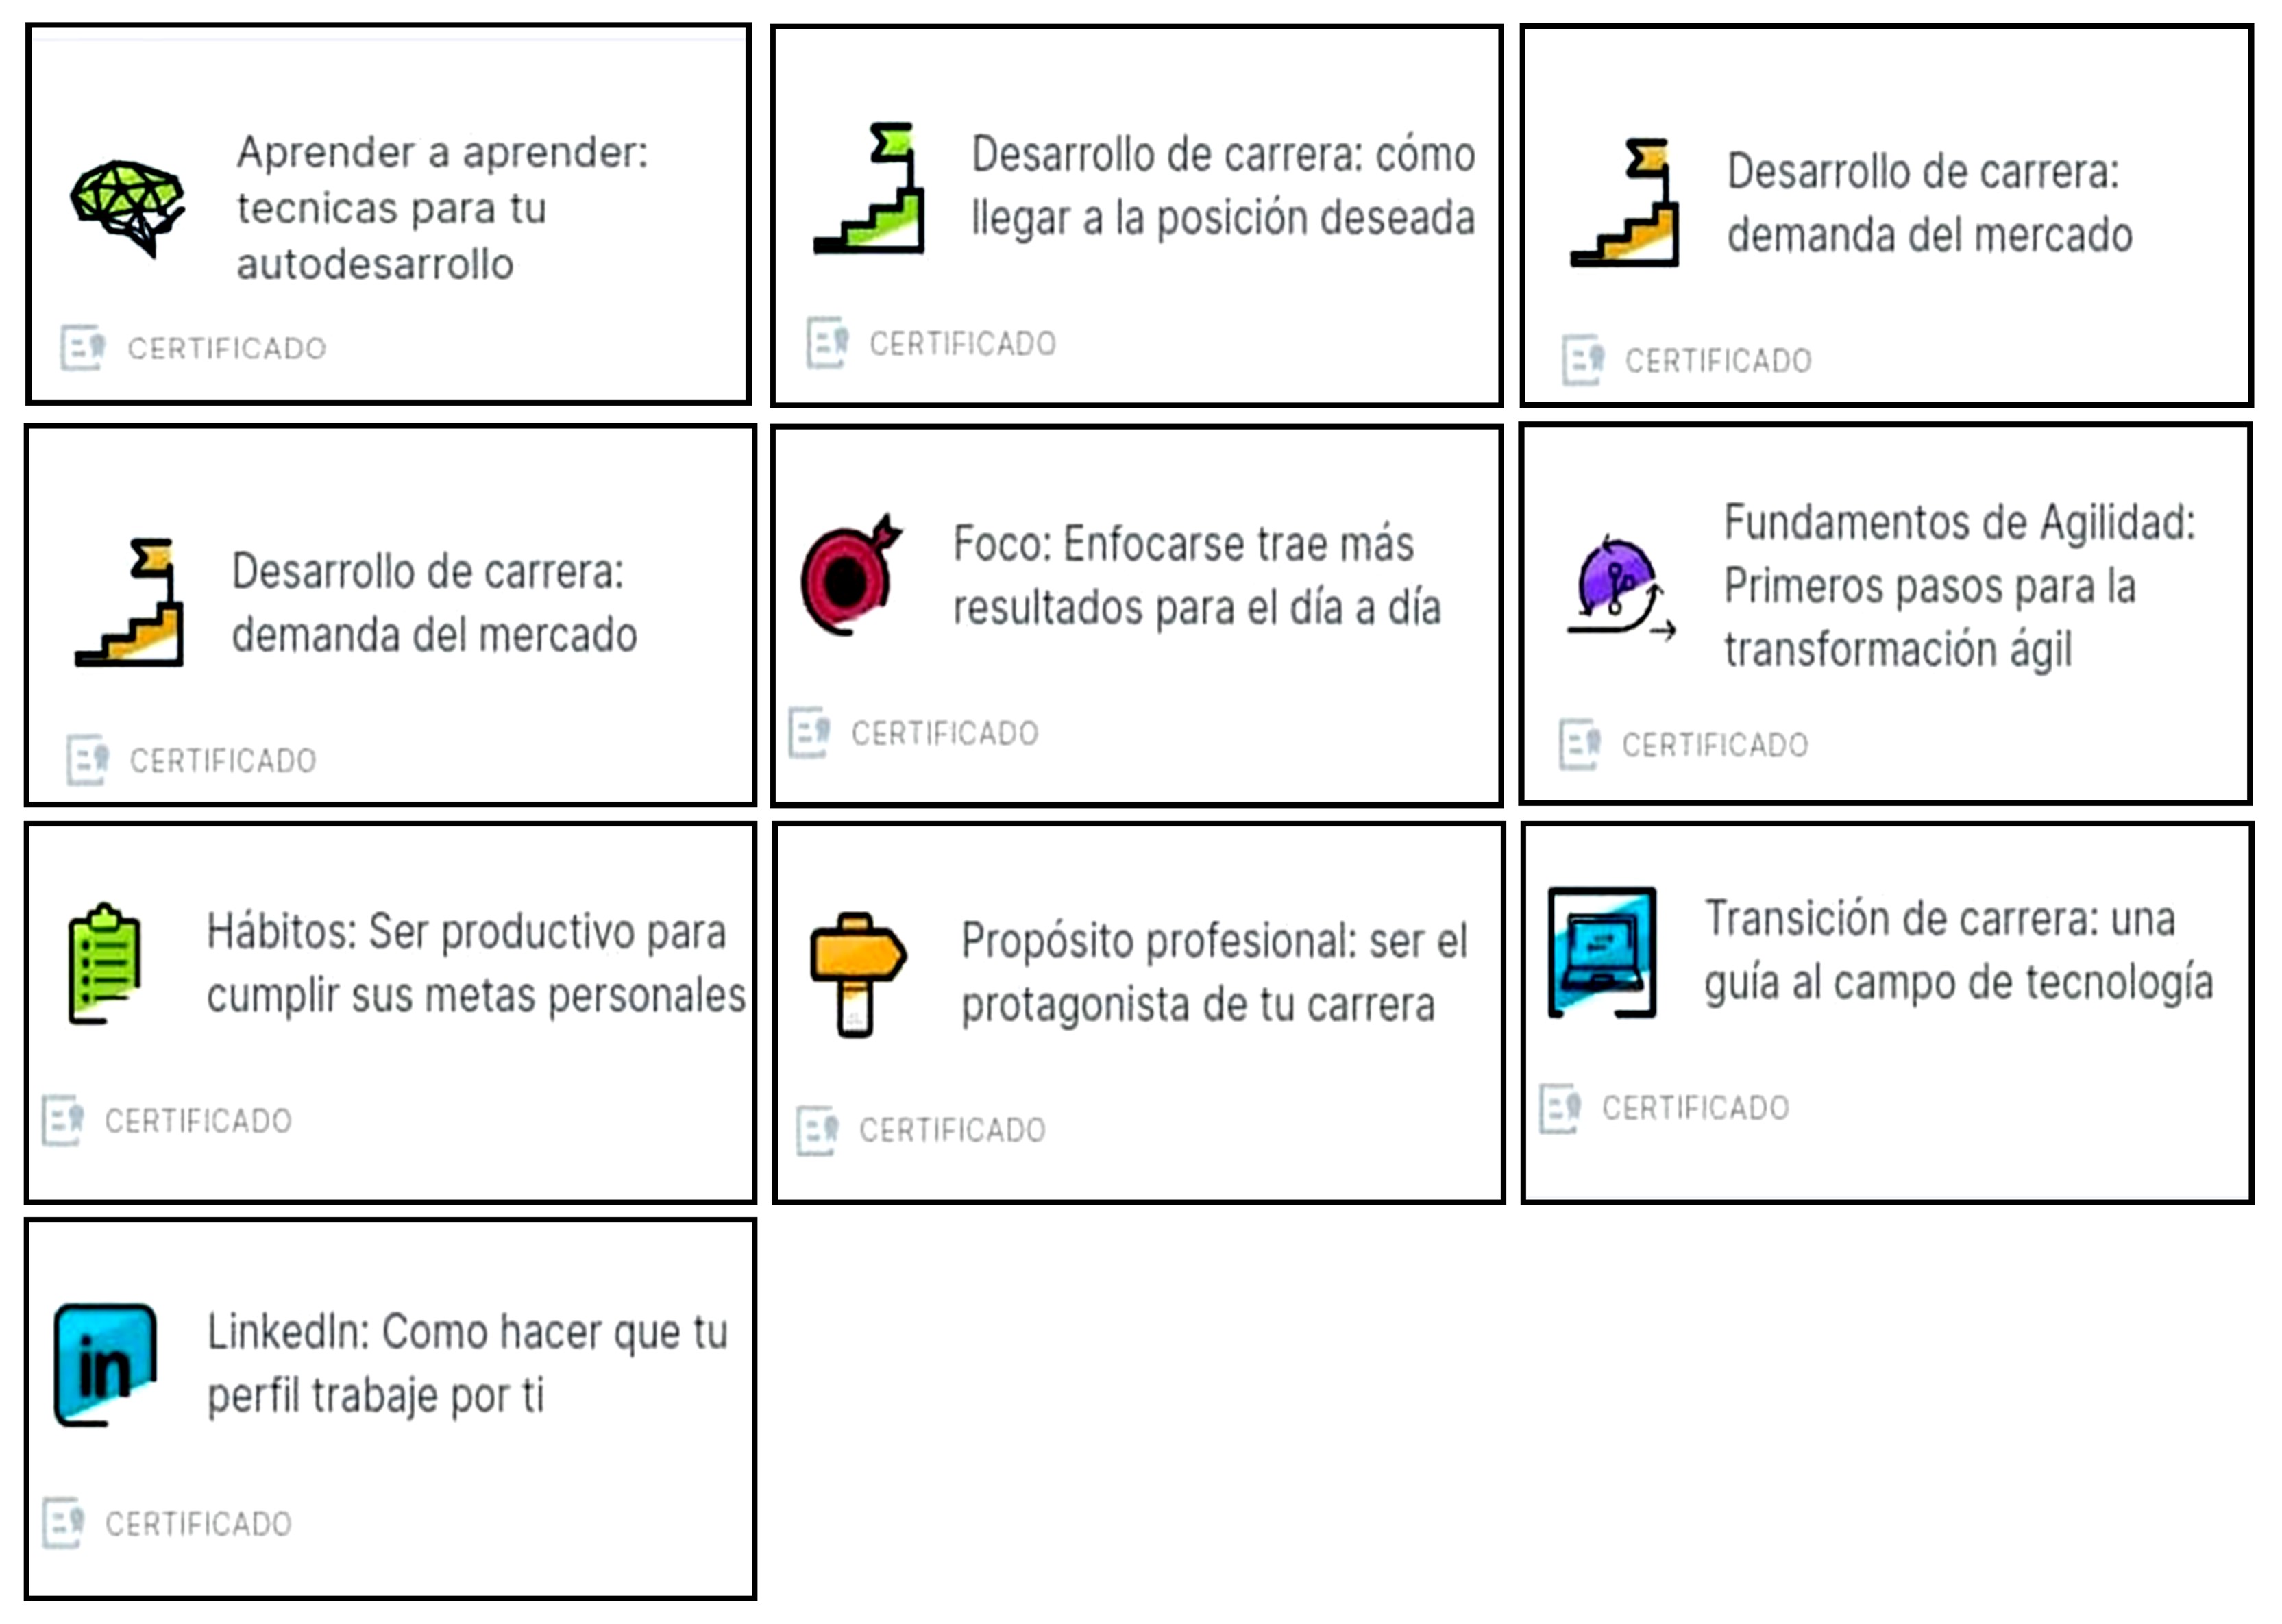 Aprender a aprender:
tecnicas para tu
autodesarrollo
CERTIFICADO
Desarrollo de carrera: cómo
llegar a la posición deseada
CERTIFICADO
Desarrollo de carrera:
demanda del mercado
CERTIFICADO
Desarrollo de carrera:
demanda del mercado
CERTIFICADO
Foco: Enfocarse trae más
resultados para el día a día
CERTIFICADO
Fundamentos de Agilidad:
Primeros pasos para la
transformación ágil
CERTIFICADO
Hábitos: Ser productivo para
cumplir sus metas personales
CERTIFICADO
Propósito profesional: ser el
protagonista de tu carrera
CERTIFICADO
Transición de carrera: una
guía al campo de tecnología
CERTIFICADO
in
LinkedIn: Como hacer que tu
perfil trabaje por ti
CERTIFICADO